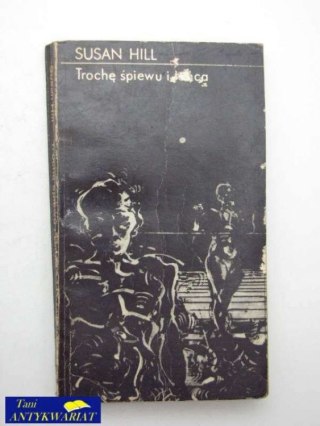 SUSAN HILL
Trochę śpiewu i
Tani
ANTYKWARIAT